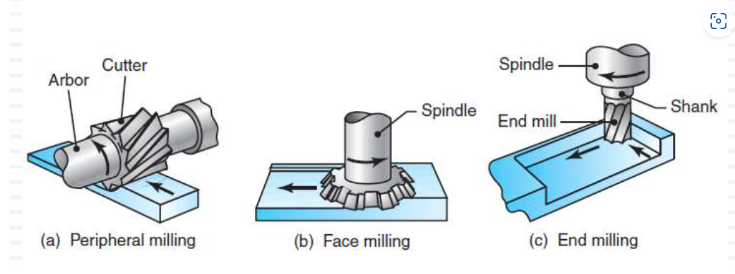 Arbor
Cutter
(a) Peripheral milling
Spindle
(b) Face milling
Spindle
End mill
Shank
(c) End milling